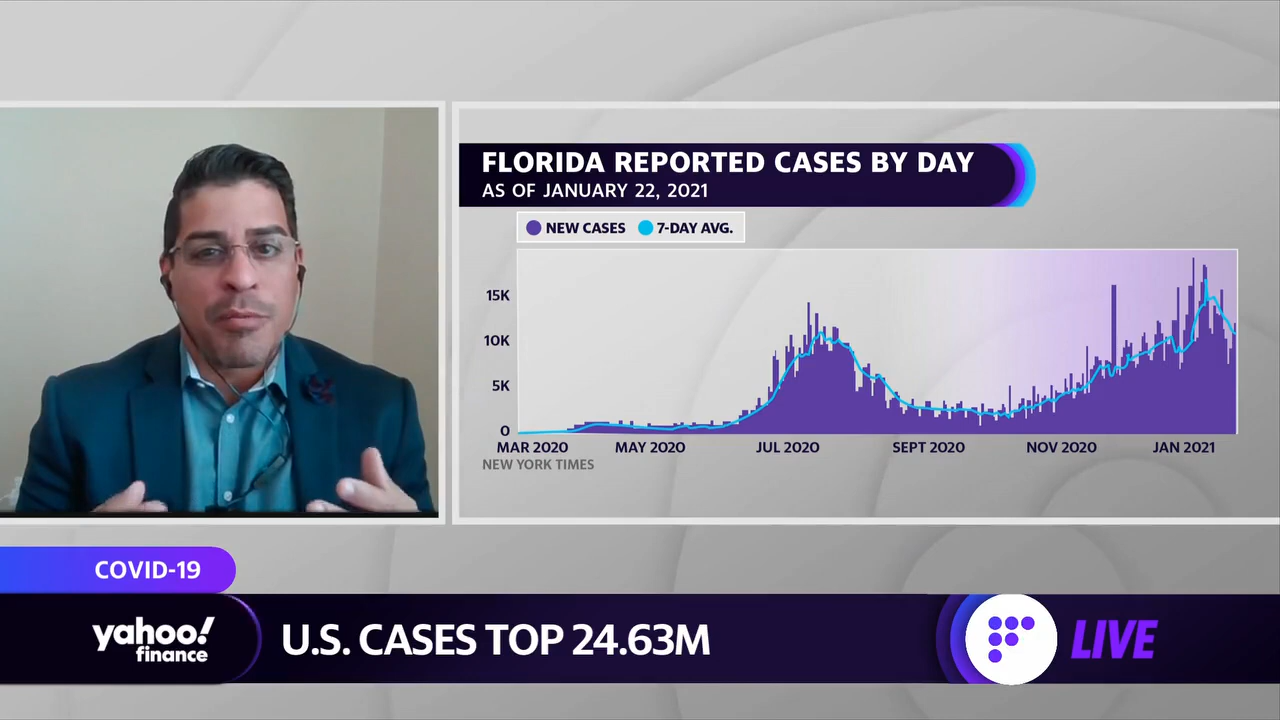 FLORIDA REPORTED CASES BY DAY
AS OF JANUARY 22, 2021
NEW CASES 7-DAY AVG.
15K
10K
5K
0
MAR 2020 MAY 2020 JUL 2020 SEPT 2020 NOV 2020 JAN 2021
NEW YORK TIMES
COVID-19
yahoo!
finance
U.S. CASES TOP 24.63M
LIVE